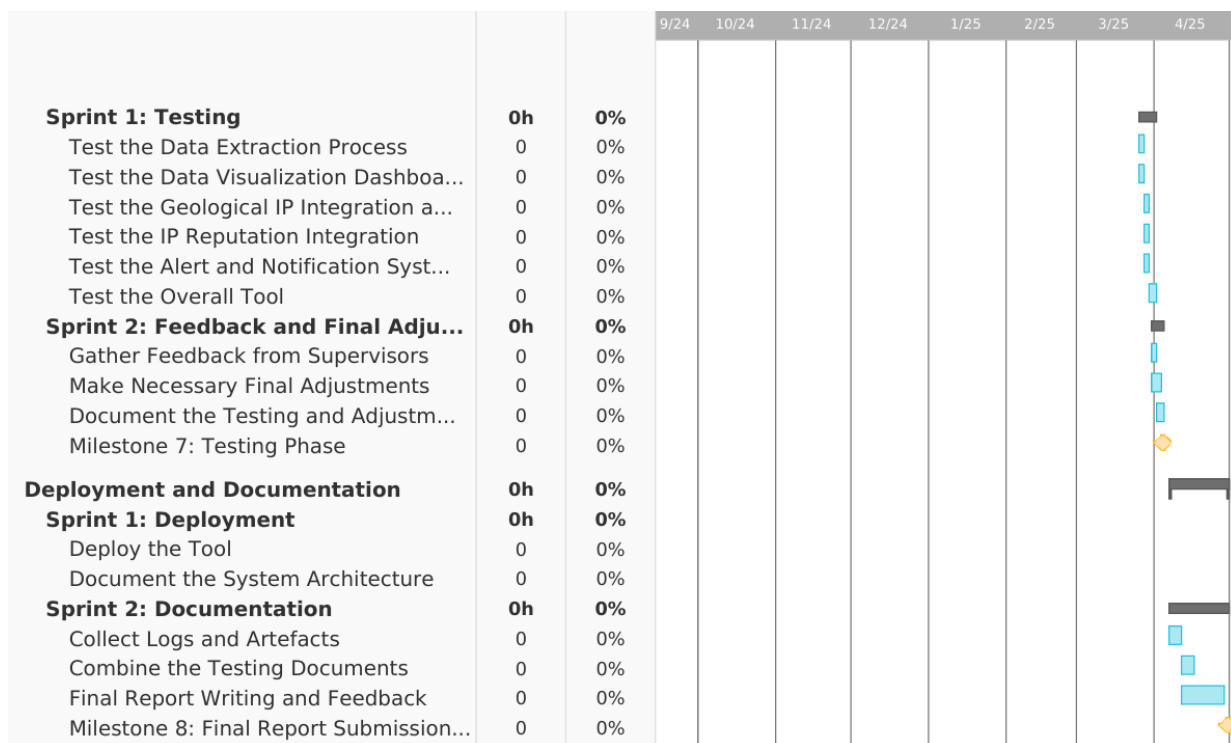 9/24 10/24 11/24 12/24 1/25 2/25 3/25 4/25
Sprint 1: Testing 0h 0%
Test the Data Extraction Process 0 0%
Test the Data Visualization Dashboa... 0 0%
Test the Geological IP Integration a... 0 0%
Test the IP Reputation Integration 0 0%
Test the Alert and Notification Syst... 0 0%
Test the Overall Tool 0 0%
Sprint 2: Feedback and Final Adju... 0h 0%
Gather Feedback from Supervisors 0 0%
Make Necessary Final Adjustments 0 0%
Document the Testing and Adjustm... 0 0%
Milestone 7: Testing Phase 0 0%
Deployment and Documentation 0h 0%
Sprint 1: Deployment 0h 0%
Deploy the Tool 0 0%
Document the System Architecture 0 0%
Sprint 2: Documentation 0h 0%
Collect Logs and Artefacts 0 0%
Combine the Testing Documents 0 0%
Final Report Writing and Feedback 0 0%
Milestone 8: Final Report Submission... 0 0%